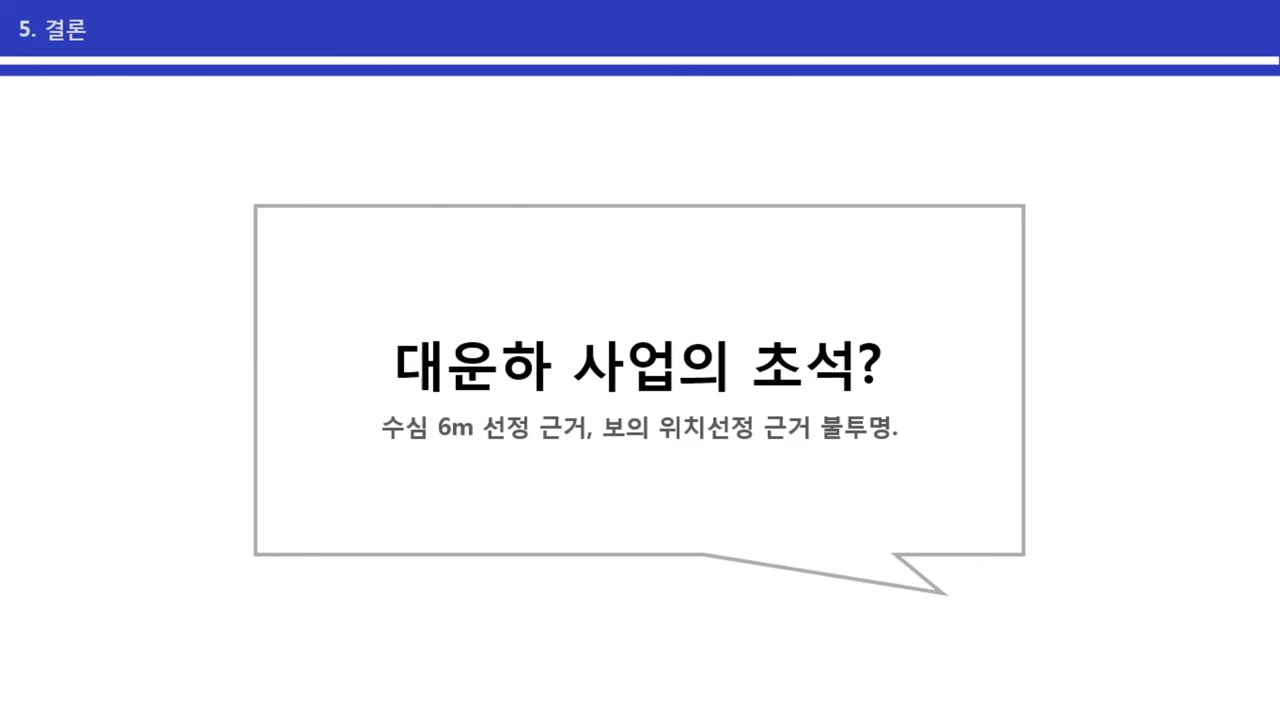 5. 결론
대운하 사업의 초석?
수심 6m 선정 근거, 보의 위치선정 근거 불투명.